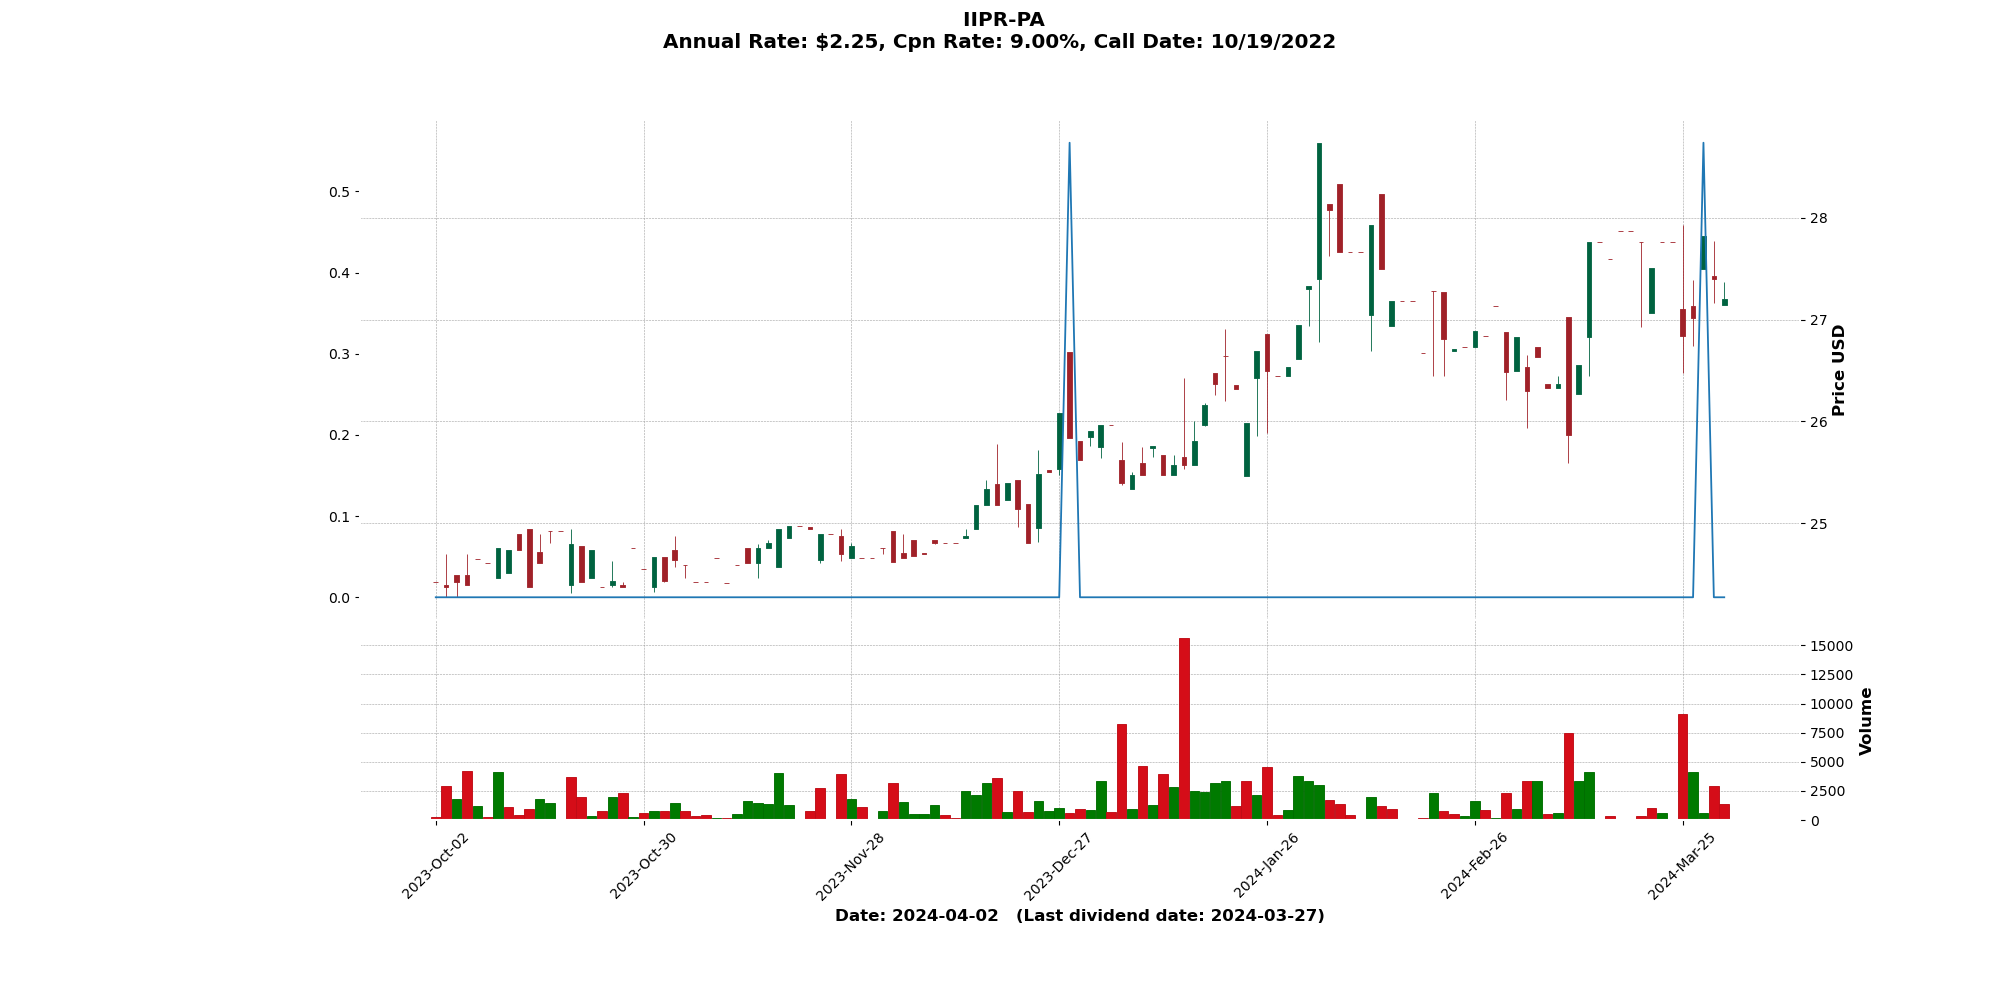 IIPR-PA
Annual Rate: $2.25, Cpn Rate: 9.00%, Call Date: 10/19/2022
0.5
0.4
0.3
0.2
0.1
0.0
28
27
26
25
Price USD
15000
12500
10000
7500
5000
2500
0
Volume
2023-Oct-02
2023-Oct-30
2023-Nov-28
2023-Dec-27
2024-Jan-26
2024-Feb-26
2024-Mar-25
Date: 2024-04-02 (Last dividend date: 2024-03-27)